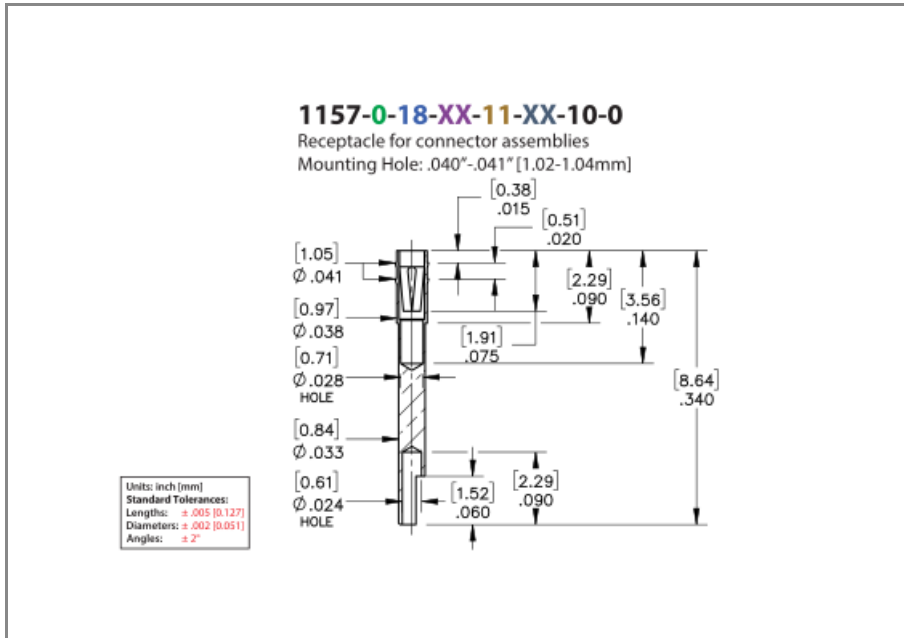 1157-0-18-XX-11-XX-10-0
Receptacle for connector assemblies
Mounting Hole: .040"-.041" [1.02-1.04mm]
[0.38]
.015
[0.51]
.020
[1.05]
Ø.041
[2.29]
.090
[3.56]
.140
[0.97]
Ø.038
[1.91]
.075
[0.71]
Ø.028
HOLE
[8.64]
.340
[0.84]
Ø.033
[0.61]
Ø.024
HOLE
[1.52]
.060
[2.29]
.090
Units: inch [mm]
Standard Tolerances:
Lengths: ± .005 [0.127]
Diameters: ± .002 [0.051]
Angles: ± 2°